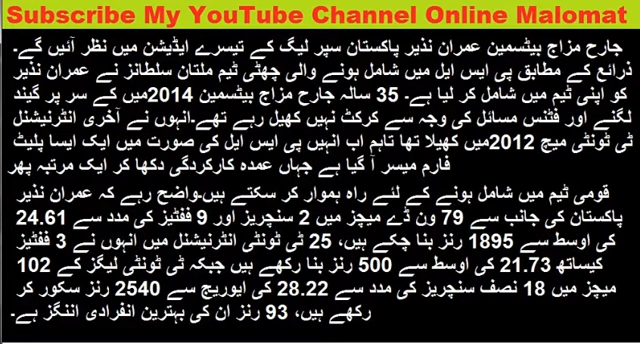 Subscribe My YouTube Channel Online Malomat
جارح مزاج بیٹسمین عمران نذیر پاکستان سپر لیگ کے تیسرے ایڈیشن میں نظر آئیں گے۔
ذرائع کے مطابق پی ایس ایل میں شامل ہونے والی چھٹی ٹیم ملتان سلطانز نے عمران نذیر
کو اپنی ٹیم میں شامل کر لیا ہے۔ 35 سالہ جارح مزاج بیٹسمین 2014میں کے سر پر گیند
لگنے اور فٹنس مسائل کی وجہ سے کرکٹ نہیں کھیل رہے تھے۔انہوں نے آخری انٹرنیشنل
ٹی ٹونٹی میچ 2012میں کھیلا تھا تاہم اب انہیں پی ایس ایل کی صورت میں ایک ایسا پلیٹ
فارم میسر آ گیا ہے جہاں عمدہ کارکردگی دکھا کر ایک مرتبہ پھر
قومی ٹیم میں شامل ہونے کے لئے راہ ہموار کر سکتے ہیں۔واضح رہے کہ عمران نذیر
پاکستان کی جانب سے 79 ون ڈے میچز میں 2 سنچریز اور 9 ففٹیز کی مدد سے 24.61
کی اوسط سے 1895 رنز بنا چکے ہیں، 25 ٹی ٹونٹی انٹرنیشنل میں انہوں نے 3 ففٹیز
کیساتھ 21.73 کی اوسط سے 500 رنز بنا رکھے ہیں جبکہ ٹی ٹونٹی لیگز کے 102
میچز میں 18 نصف سنچریز کی مدد سے 28.22 کی ایوریج سے 2540 رنز سکور کر
رکھے ہیں، 93 رنز ان کی بہترین انفرادی اننگز ہے۔